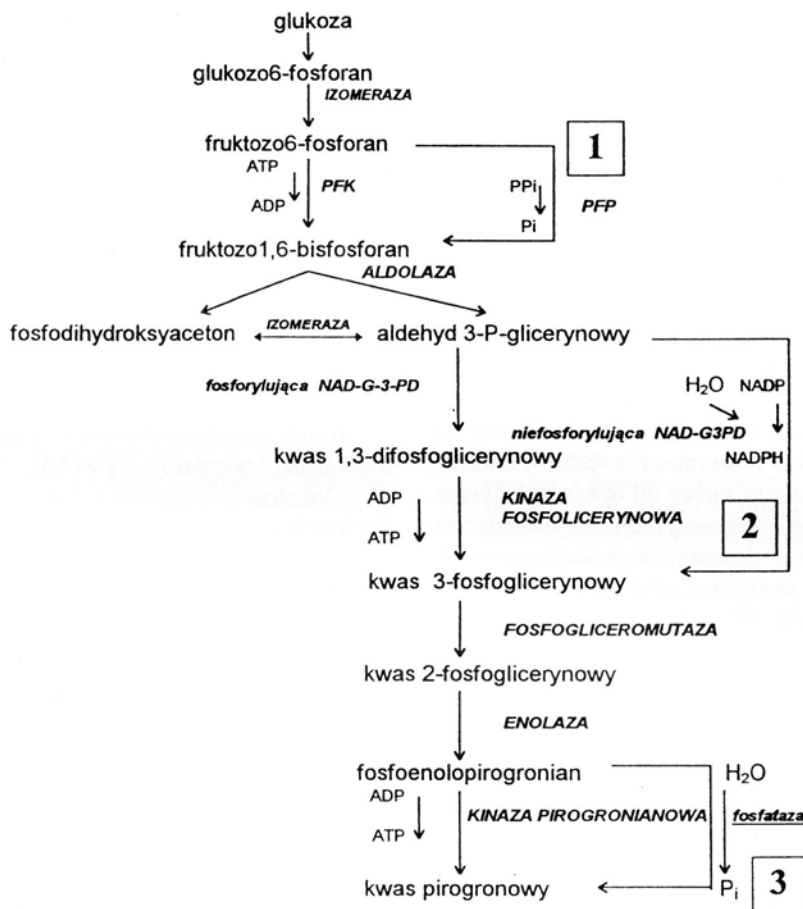 glukoza
glukozo6-fosforan
IZOMERAZA
fruktozo6-fosforan
1
ATP
PFK
PPi
ADP
PFP
Pi
fruktozo1,6-bisfosforan
ALDOLAZA
fosfodihydroksyaceton
IZOMERAZA
aldehyd 3-P-glicerynowy
fosforylująca NAD-G-3-PD
H₂O
NADP
niefosforylująca NAD-G3PD
kwas 1,3-difosfoglicerynowy
NADPH
ADP
KINAZA
FOSFOLICERYNOWA
ATP
2
kwas 3-fosfoglicerynowy
FOSFOGLICEROMUTAZA
kwas 2-fosfoglicerynowy
ENOLAZA
fosfoenolopirogronian
H₂O
ADP
KINAZA PIROGRONIANOWA
fosfataza
ATP
kwas pirogronowy
Pᵢ
3